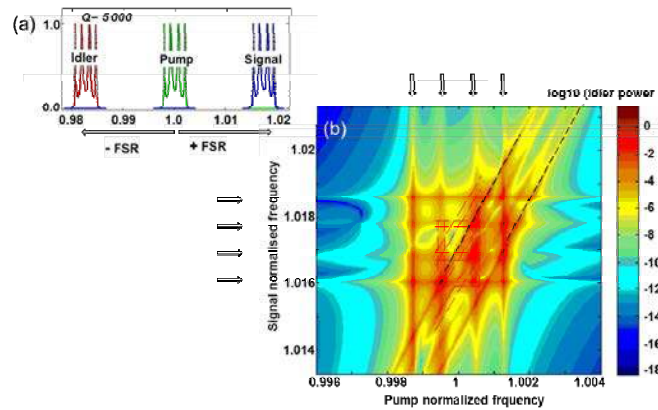 (a)
Q~ 5000
1.0
Idler
Pump
Signal
0.0
0.98 0.99 1.0 1.01 1.02
- FSR + FSR
log10 (Idler power
(b)
Signal normalised frequency
1.02
1.018
1.016
1.014
0.996 0.998 1 1.002 1.004
Pump normalized frquency
0
-2
-4
-6
-8
-10
-12
-14
-16
-18